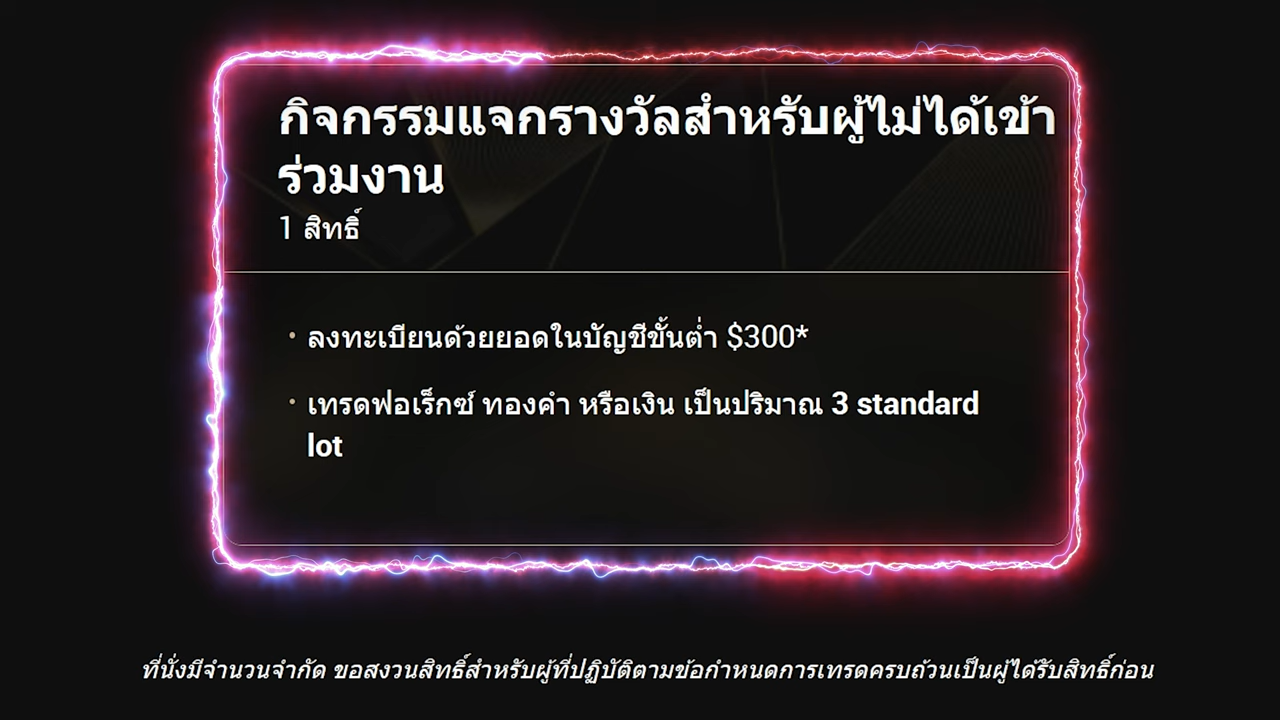 กิจกรรมแจกรางวัลสำหรับผู้ไม่ได้เข้า
ร่วมงาน
1 สิทธิ์
• ลงทะเบียนด้วยยอดในบัญชีขั้นต่ำ $300*
• เทรดฟอเร็กซ์ ทองคำ หรือเงิน เป็นปริมาณ 3 standard
lot
ที่นั่งมีจำนวนจำกัด ขอสงวนสิทธิ์สำหรับผู้ที่ปฏิบัติตามข้อกำหนดการเทรดครบถ้วนเป็นผู้ได้รับสิทธิ์ก่อน